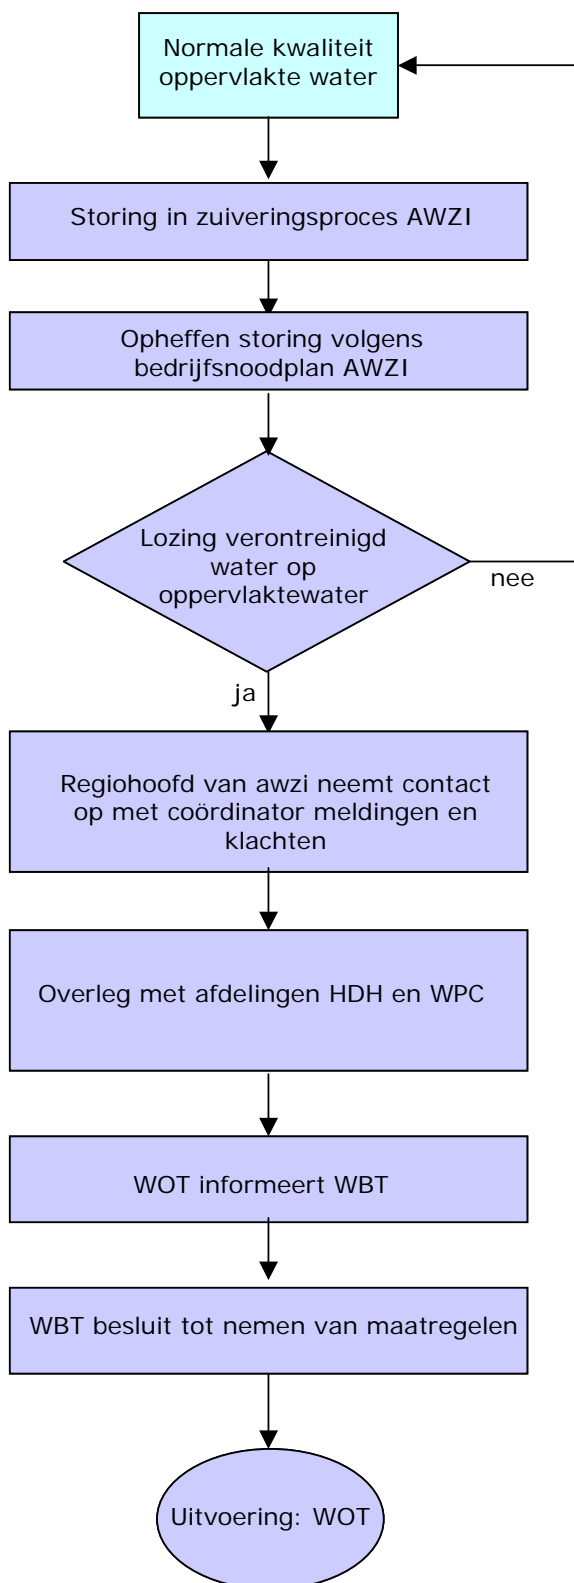 Normale kwaliteit
oppervlakte water
Storing in zuiveringsproces AWZI
Opheffen storing volgens
bedrijfsnoodplan AWZI
Lozing verontreinigd
water op
oppervlaktewater
nee
ja
Regiohoofd van awzi neemt contact
op met coördinator meldingen en
klachten
Overleg met afdelingen HDH en WPC
WOT informeert WBT
WBT besluit tot nemen van maatregelen
Uitvoering: WOT